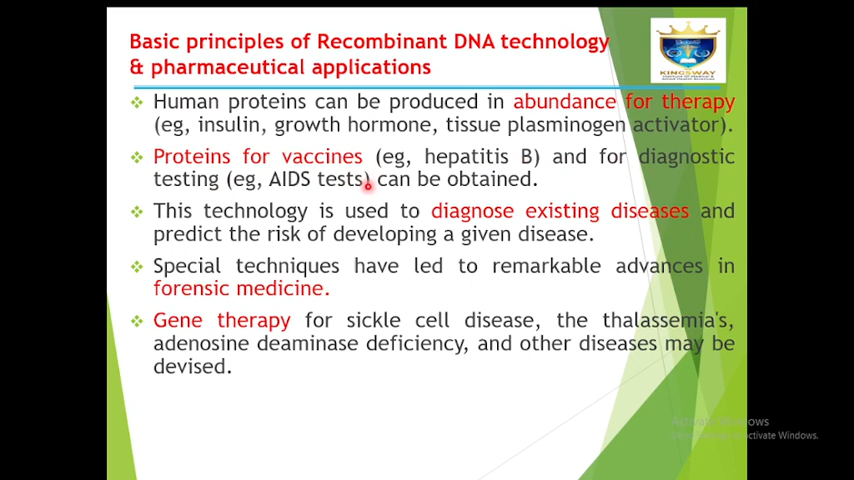 Basic principles of Recombinant DNA technology
& pharmaceutical applications
KINGSWAY
Human proteins can be produced in abundance for therapy
(eg, insulin, growth hormone, tissue plasminogen activator).
Proteins for vaccines (eg, hepatitis B) and for diagnostic
testing (eg, AIDS tests) can be obtained.
This technology is used to diagnose existing diseases and
predict the risk of developing a given disease.
Special techniques have led to remarkable advances in
forensic medicine.
Gene therapy for sickle cell disease, the thalassemia's,
adenosine deaminase deficiency, and other diseases may be
devised.
Activate Windows
activate Windows.